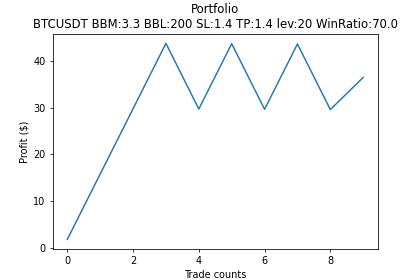 Portfolio
BTCUSDT BBM:3.3 BBL:200 SL:1.4 TP:1.4 lev:20 WinRatio:70.0
40
30
20
10
0
Profit ($)
0 2 4 6 8
Trade counts